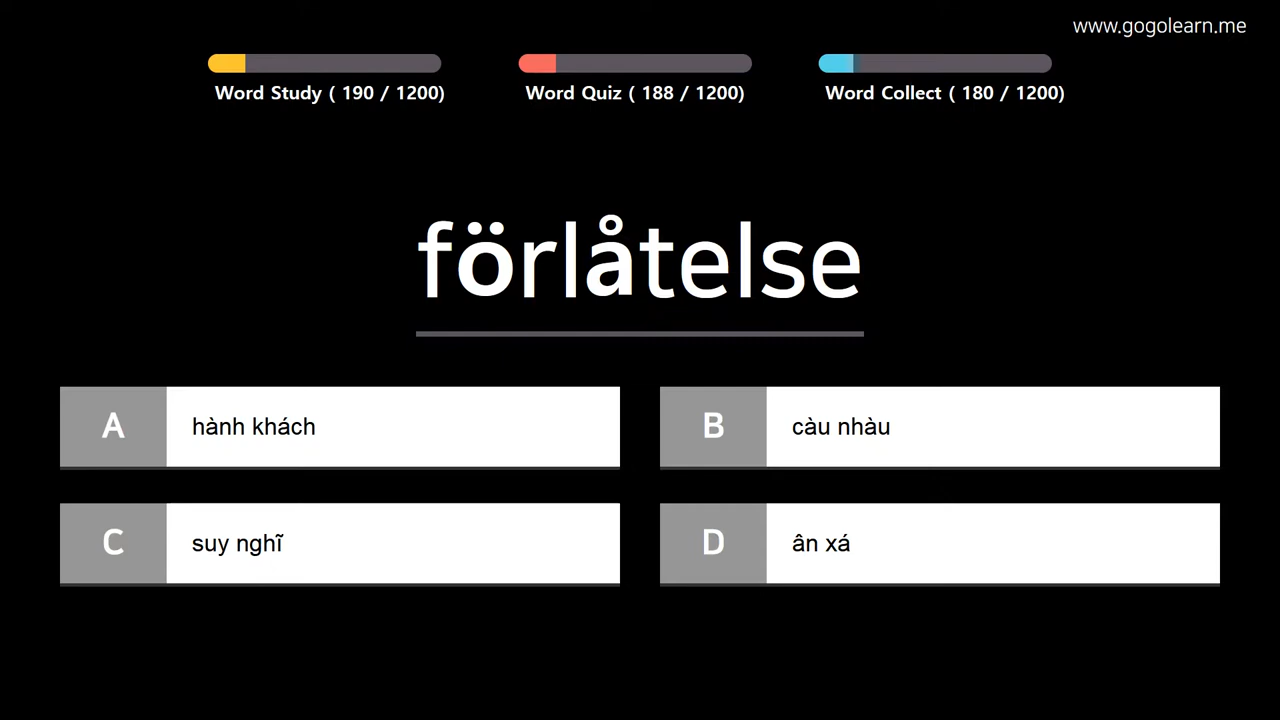 www.gogolearn.me
Word Study ( 190 / 1200)
Word Quiz ( 188 / 1200)
Word Collect ( 180 / 1200)
förlåtelse
A hành khách
B càu nhàu
C suy nghĩ
D ân xá